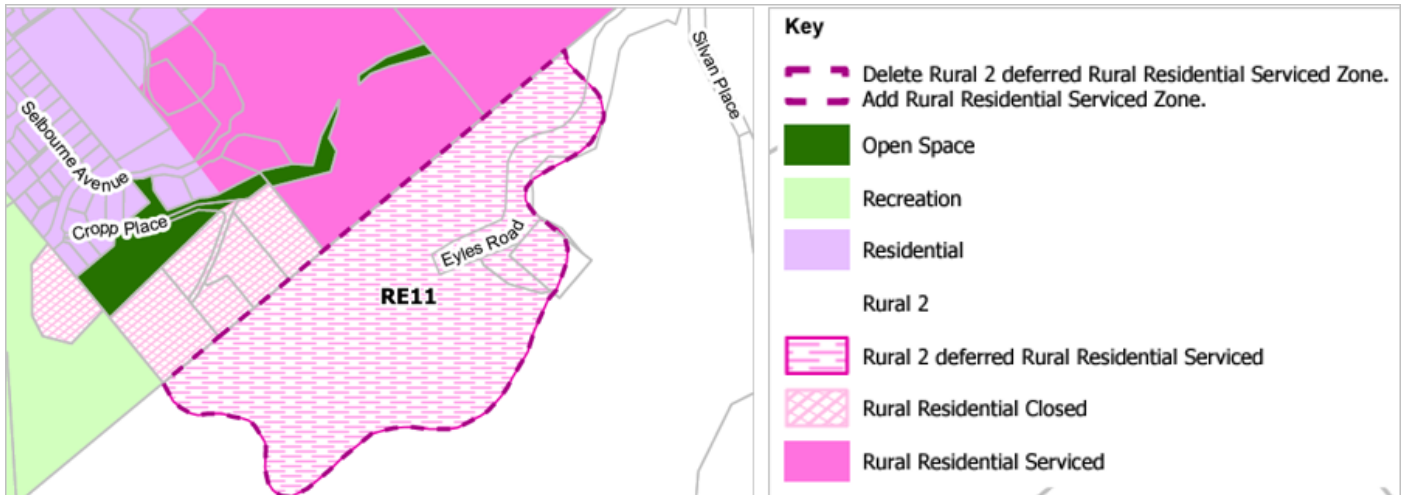 Silvan Place
Selbourne Avenue
Cropp Place
Eyles Road
RE11
Key
Delete Rural 2 deferred Rural Residential Serviced Zone.
Add Rural Residential Serviced Zone.
Open Space
Recreation
Residential
Rural 2
Rural 2 deferred Rural Residential Serviced
Rural Residential Closed
Rural Residential Serviced